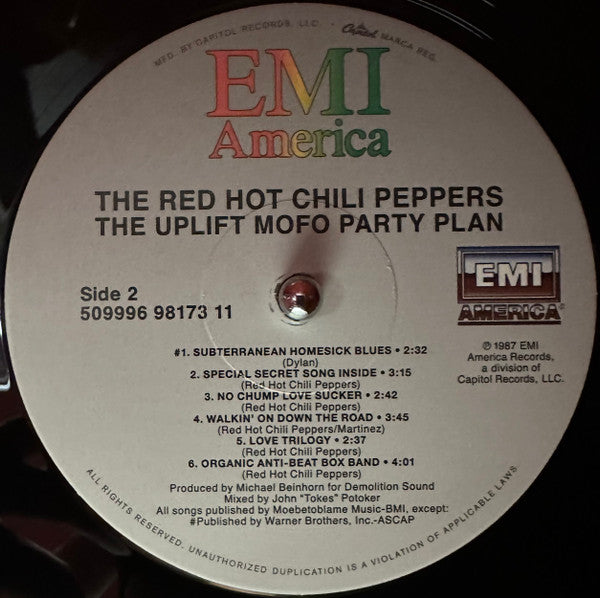 MFD. BY CAPITOL RECORDS, LLC. • Capitol MARCA REG.
EMI
America
THE RED HOT CHILI PEPPERS
THE UPLIFT MOFO PARTY PLAN
Side 2
509996 98173 11
EMI
AMERICA
℗ 1987 EMI
America Records,
a division of
Capitol Records, LLC.
#1. SUBTERRANEAN HOMESICK BLUES • 2:32
(Dylan)
2. SPECIAL SECRET SONG INSIDE • 3:15
(Red Hot Chili Peppers)
3. NO CHUMP LOVE SUCKER • 2:42
(Red Hot Chili Peppers)
4. WALKIN' ON DOWN THE ROAD • 3:45
(Red Hot Chili Peppers/Martinez)
5. LOVE TRILOGY • 2:37
(Red Hot Chili Peppers)
6. ORGANIC ANTI-BEAT BOX BAND • 4:01
(Red Hot Chili Peppers)
Produced by Michael Beinhorn for Demolition Sound
Mixed by John "Tokes" Potoker
All songs published by Moebetoblame Music-BMI, except:
#Published by Warner Brothers, Inc.-ASCAP
ALL RIGHTS RESERVED. UNAUTHORIZED DUPLICATION IS A VIOLATION OF APPLICABLE LAWS